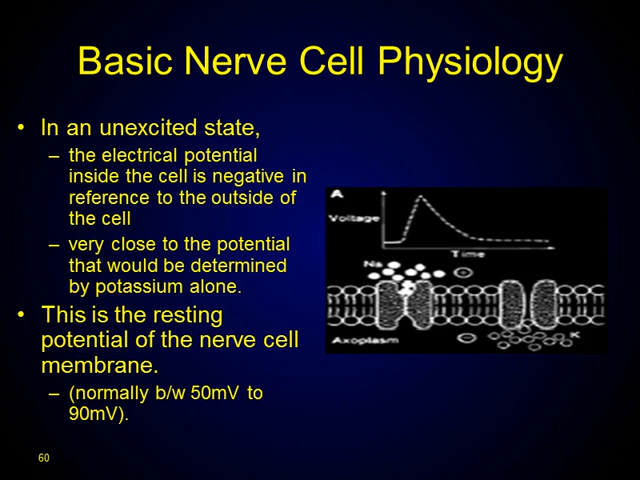 Basic Nerve Cell Physiology
• In an unexcited state,
– the electrical potential
inside the cell is negative in
reference to the outside of
the cell
– very close to the potential
that would be determined
by potassium alone.
• This is the resting
potential of the nerve cell
membrane.
– (normally b/w 50mV to
90mV).
A
Voltage
Time
Na
+
Axoplasm
−
K
60